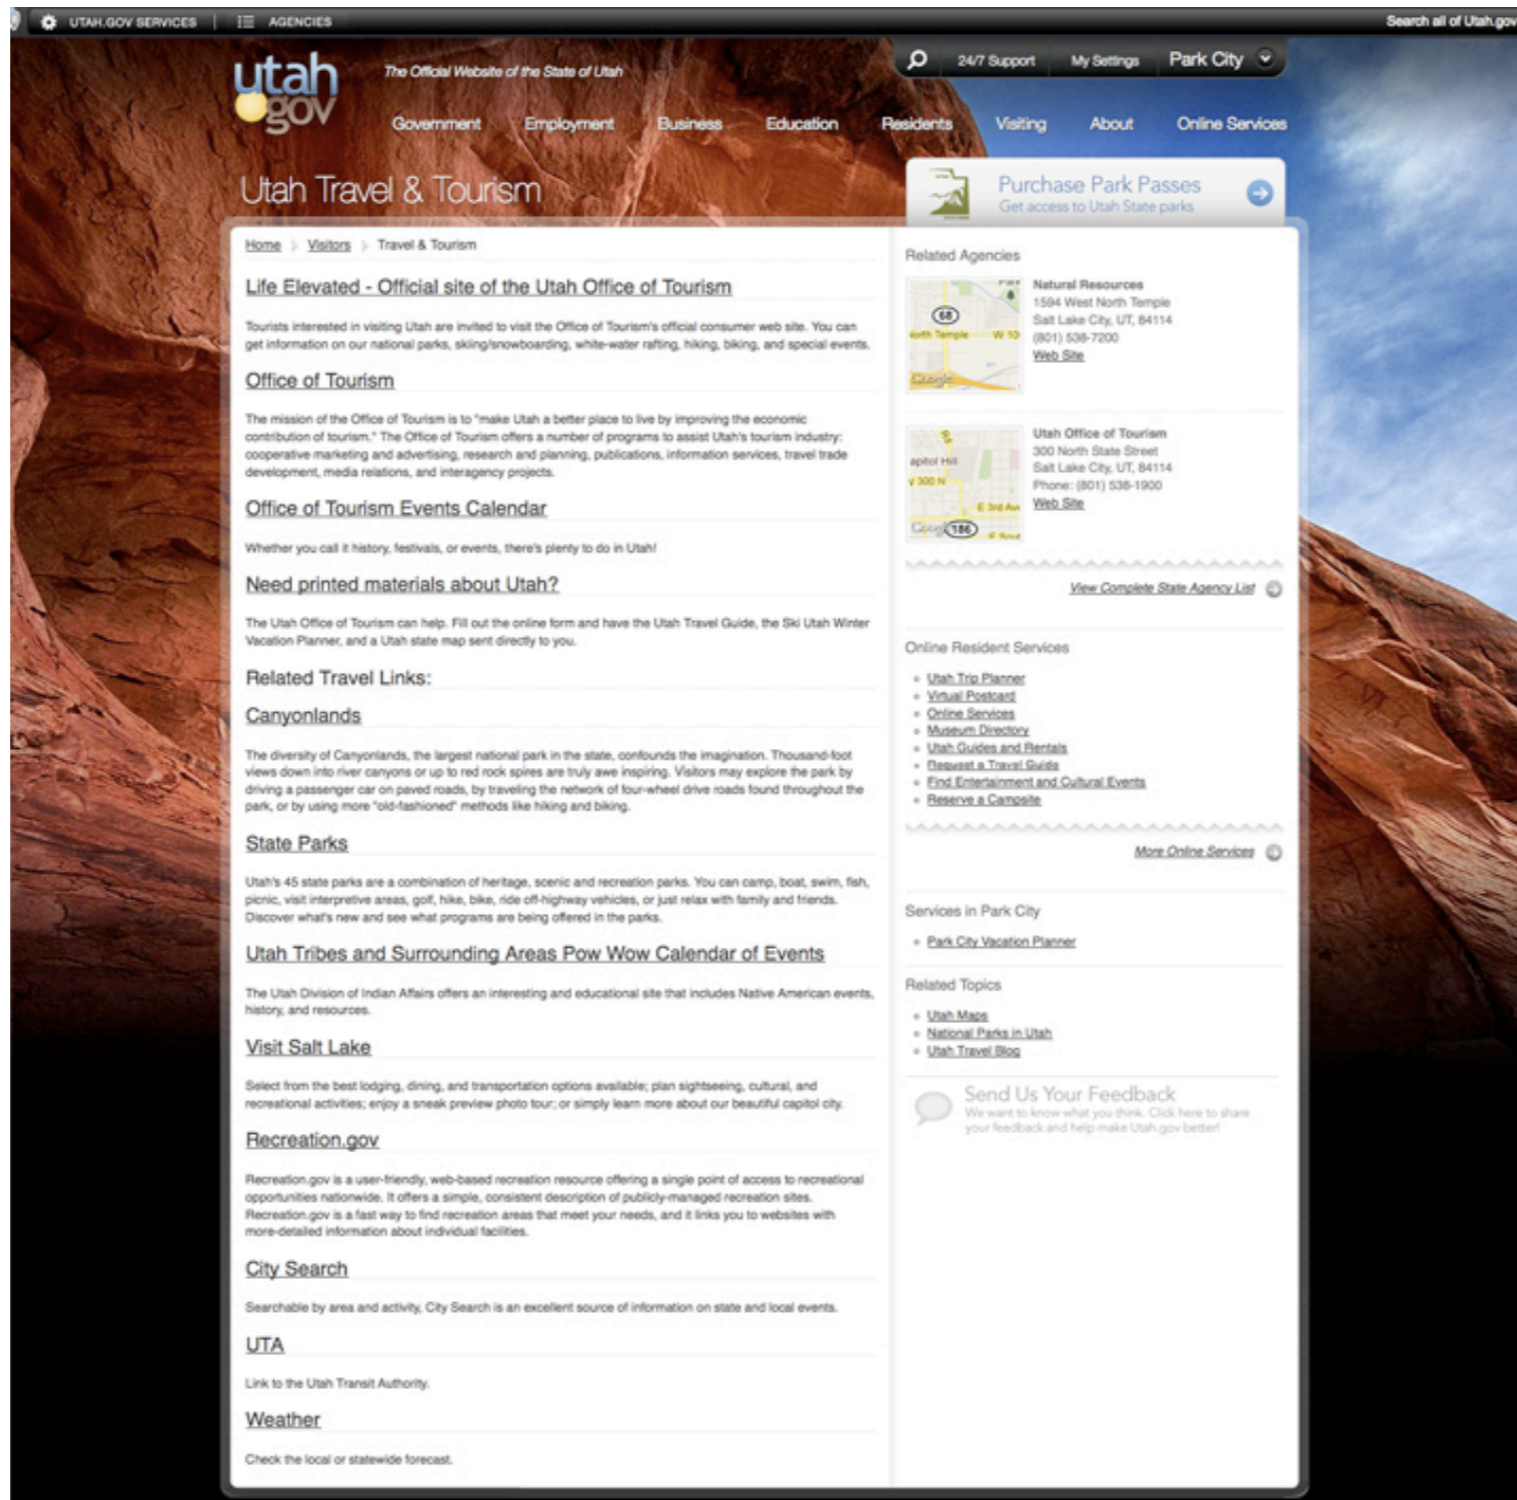 UTAH.GOV SERVICES | AGENCIES
Search all of Utah.gov
utah
gov
The Official Website of the State of Utah
24/7 Support
My Settings
Park City
Government
Employment
Business
Education
Residents
Visiting
About
Online Services
Utah Travel & Tourism
Purchase Park Passes
Get access to Utah State parks
Home
Visitors
Travel & Tourism
Life Elevated - Official site of the Utah Office of Tourism
Tourists interested in visiting Utah are invited to visit the Office of Tourism's official consumer web site. You can
get information on our national parks, skiing/snowboarding, white-water rafting, hiking, biking, and special events.
Office of Tourism
The mission of the Office of Tourism is to "make Utah a better place to live by improving the economic
contribution of tourism." The Office of Tourism offers a number of programs to assist Utah's tourism industry:
cooperative marketing and advertising, research and planning, publications, information services, travel trade
development, media relations, and interagency projects.
Office of Tourism Events Calendar
Whether you call it history, festivals, or events, there's plenty to do in Utah!
Need printed materials about Utah?
The Utah Office of Tourism can help. Fill out the online form and have the Utah Travel Guide, the Ski Utah Winter
Vacation Planner, and a Utah state map sent directly to you.
Related Travel Links:
Canyonlands
The diversity of Canyonlands, the largest national park in the state, confounds the imagination. Thousand-foot
views down into river canyons or up to red rock spires are truly awe inspiring. Visitors may explore the park by
driving a passenger car on paved roads, by traveling the network of four-wheel drive roads found throughout the
park, or by using more "old-fashioned" methods like hiking and biking.
State Parks
Utah's 45 state parks are a combination of heritage, scenic and recreation parks. You can camp, boat, swim, fish,
picnic, visit interpretive areas, golf, hike, bike, ride off-highway vehicles, or just relax with family and friends.
Discover what's new and see what programs are being offered in the parks.
Utah Tribes and Surrounding Areas Pow Wow Calendar of Events
The Utah Division of Indian Affairs offers an interesting and educational site that includes Native American events,
history, and resources.
Visit Salt Lake
Select from the best lodging, dining, and transportation options available; plan sightseeing, cultural, and
recreational activities; enjoy a sneak preview photo tour; or simply learn more about our beautiful capitol city.
Recreation.gov
Recreation.gov is a user-friendly, web-based recreation resource offering a single point of access to recreational
opportunities nationwide. It offers a simple, consistent description of publicly-managed recreation sites.
Recreation.gov is a fast way to find recreation areas that meet your needs, and it links you to websites with
more-detailed information about individual facilities.
City Search
Searchable by area and activity, City Search is an excellent source of information on state and local events.
UTA
Link to the Utah Transit Authority.
Weather
Check the local or statewide forecast.
Related Agencies
68
North Temple
W 10
Google
Natural Resources
1594 West North Temple
Salt Lake City, UT, 84114
(801) 538-7200
Web Site
apitol Hill
300 N
E 3rd Av
186
Utah Office of Tourism
300 North State Street
Salt Lake City, UT, 84114
Phone: (801) 538-1900
Web Site
View Complete State Agency List
Online Resident Services
Utah Trip Planner
Virtual Postcard
Online Services
Museum Directory
Utah Guides and Rentals
Request a Travel Guide
Find Entertainment and Cultural Events
Reserve a Campsite
More Online Services
Services in Park City
Park City Vacation Planner
Related Topics
Utah Maps
National Parks in Utah
Utah Travel Blog
Send Us Your Feedback
We want to know what you think. Click here to share
your feedback and help make Utah.gov better!